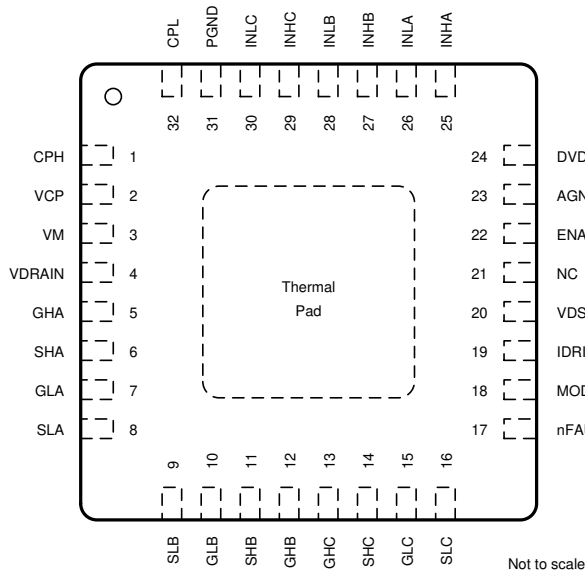 CPL PGND INLC INHC INLB INHB INLA INHA
32 31 30 29 28 27 26 25
CPH 1 24 DVD
VCP 2 23 AGN
VM 3 22 ENA
VDRAIN 4 21 NC
GHA 5 20 VDS
SHA 6 19 IDRI
GLA 7 18 MOD
SLA 8 17 nFA
Thermal
Pad
9 10 11 12 13 14 15 16
SLB GLB SHB GHB GHC SHC GLC SLC
Not to scale